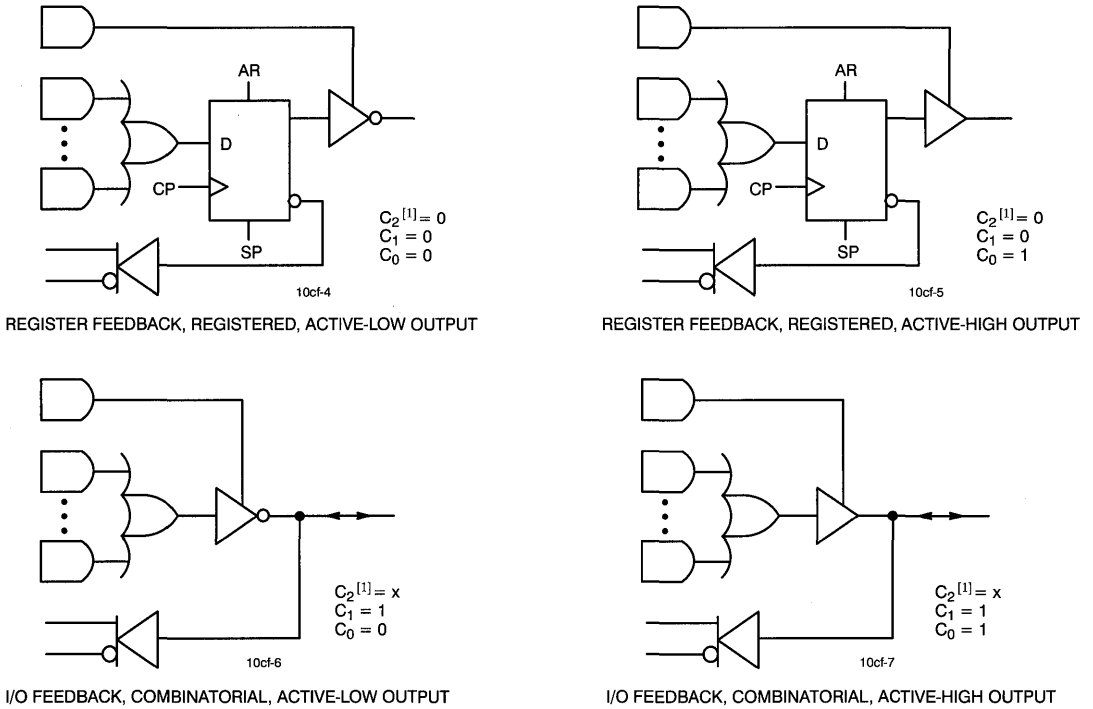 AR
D
CP
SP
C₂[1] = 0
C₁ = 0
C₀ = 0
10cf-4
REGISTER FEEDBACK, REGISTERED, ACTIVE-LOW OUTPUT
AR
D
CP
SP
C₂[1] = 0
C₁ = 0
C₀ = 1
10cf-5
REGISTER FEEDBACK, REGISTERED, ACTIVE-HIGH OUTPUT
C₂[1] = x
C₁ = 1
C₀ = 0
10cf-6
I/O FEEDBACK, COMBINATORIAL, ACTIVE-LOW OUTPUT
C₂[1] = x
C₁ = 1
C₀ = 1
10cf-7
I/O FEEDBACK, COMBINATORIAL, ACTIVE-HIGH OUTPUT